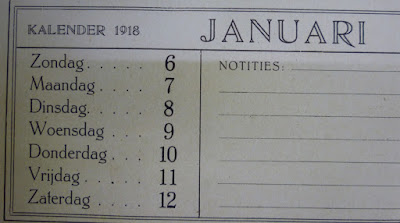 KALENDER 1918 JANUARI
Zondag..... 6 NOTITIES:
Maandag.... 7
Dinsdag.... 8
Woensdag... 9
Donderdag.... 10
Vrijdag.... 11
Zaterdag... 12